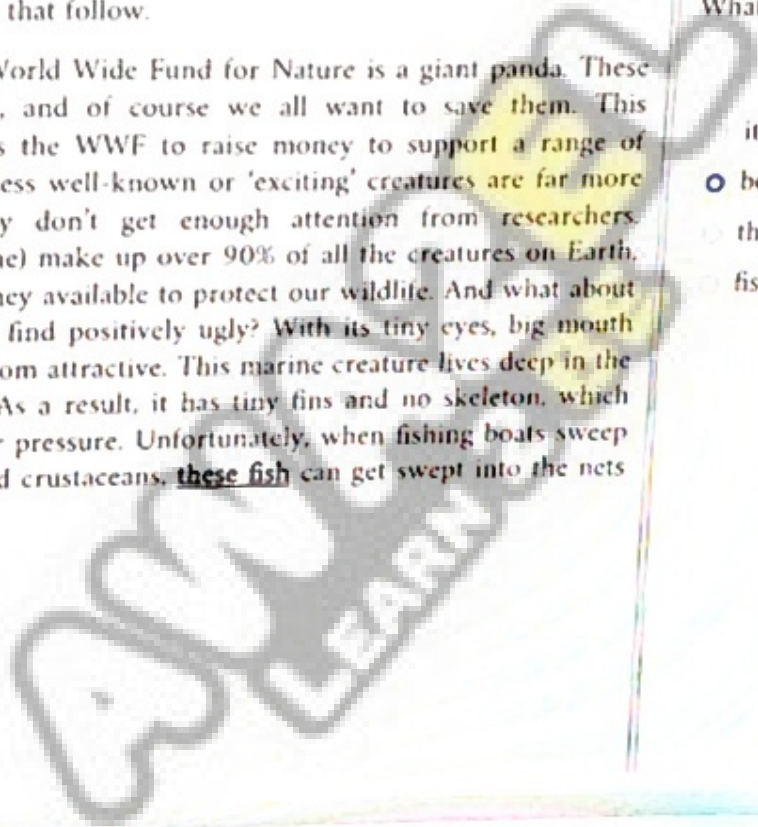 that follow.
World Wide Fund for Nature is a giant panda. These
, and of course we all want to save them. This
s the WWF to raise money to support a range of
ess well-known or 'exciting' creatures are far more
y don't get enough attention from researchers.
ne) make up over 90% of all the creatures on Earth,
ney available to protect our wildlife. And what about
find positively ugly? With its tiny eyes, big mouth
om attractive. This marine creature lives deep in the
As a result, it has tiny fins and no skeleton, which
r pressure. Unfortunately, when fishing boats sweep
d crustaceans, these fish can get swept into the nets
What
it
be
th
fis
LEARN